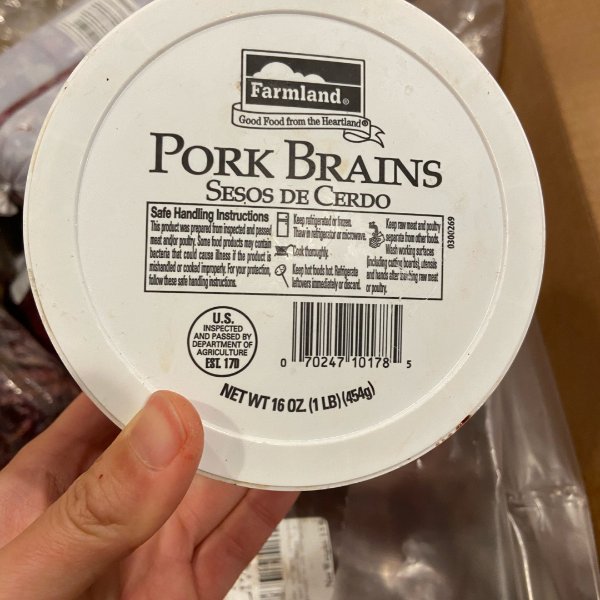 Farmland®
Good Food from the Heartland®
PORK BRAINS
SESOS DE CERDO
Safe Handling Instructions
This product was prepared from inspected and passed
meat and/or poultry. Some food products may contain
bacteria that could cause illness if the product is
mishandled or cooked improperly. For your protection,
follow these safe handling instructions.
Keep refrigerated or frozen.
Thaw in refrigerator or microwave.
Cook thoroughly.
Keep hot foods hot. Refrigerate
leftovers immediately or discard.
Keep raw meat and poultry
separate from other foods.
Wash working surfaces
(including cutting boards), utensils
and hands after touching raw meat
or poultry.
0300269
U.S.
INSPECTED
AND PASSED BY
DEPARTMENT OF
AGRICULTURE
EST. 17D
0 70247 10178 5
NET WT 16 OZ. (1 LB) (454g)